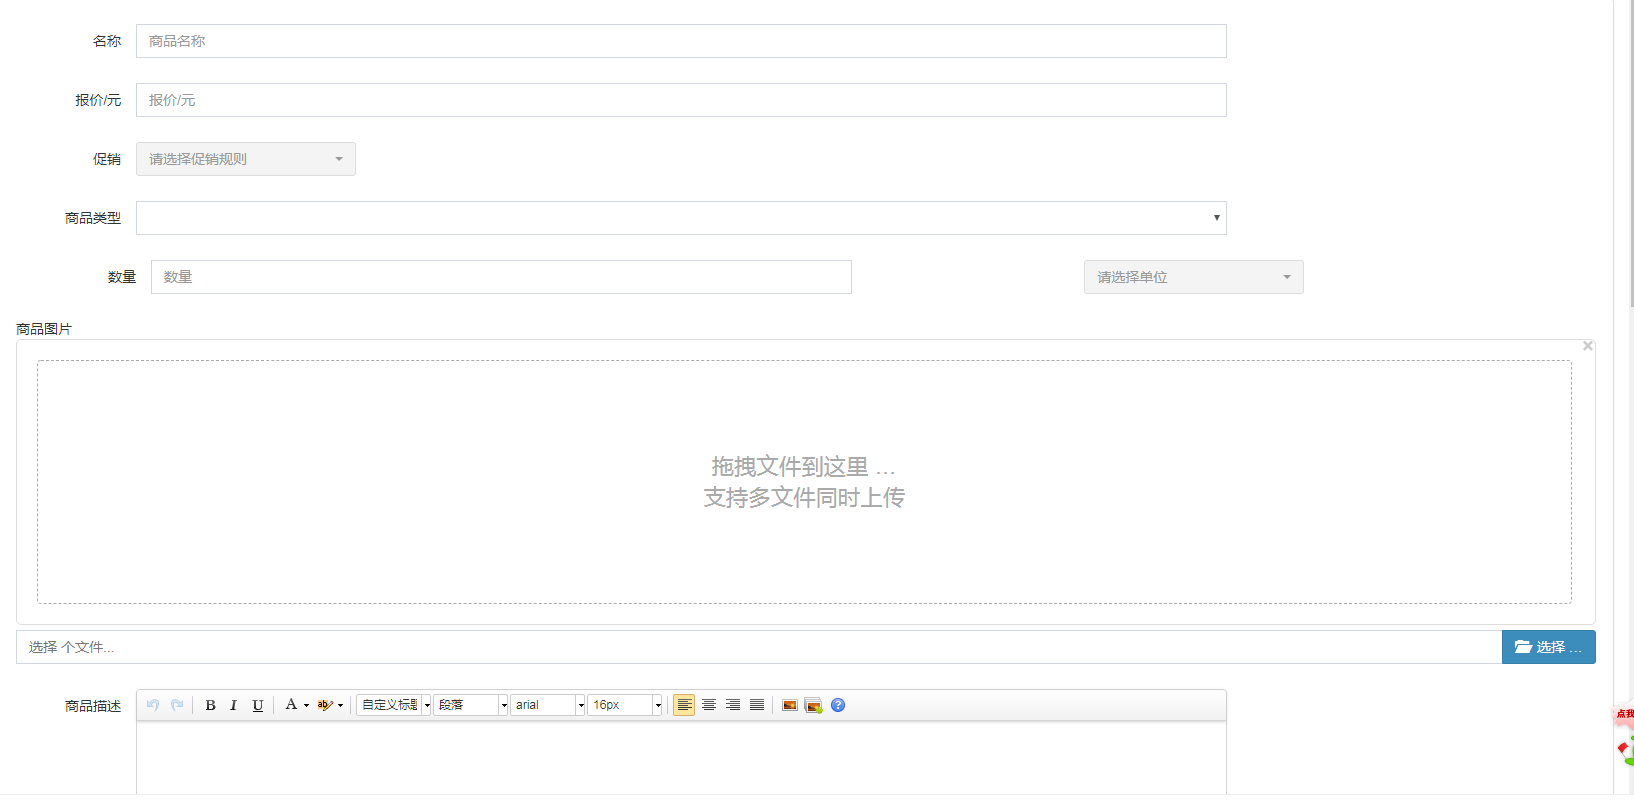 名称 商品名称
报价/元 报价/元
促销 请选择促销规则
商品类型
数量 数量 请选择单位
商品图片
拖拽文件到这里 …
支持多文件同时上传
选择 个文件... 选择 …
商品描述 B I U A ab 自定义标题 段落 arial 16px
点我